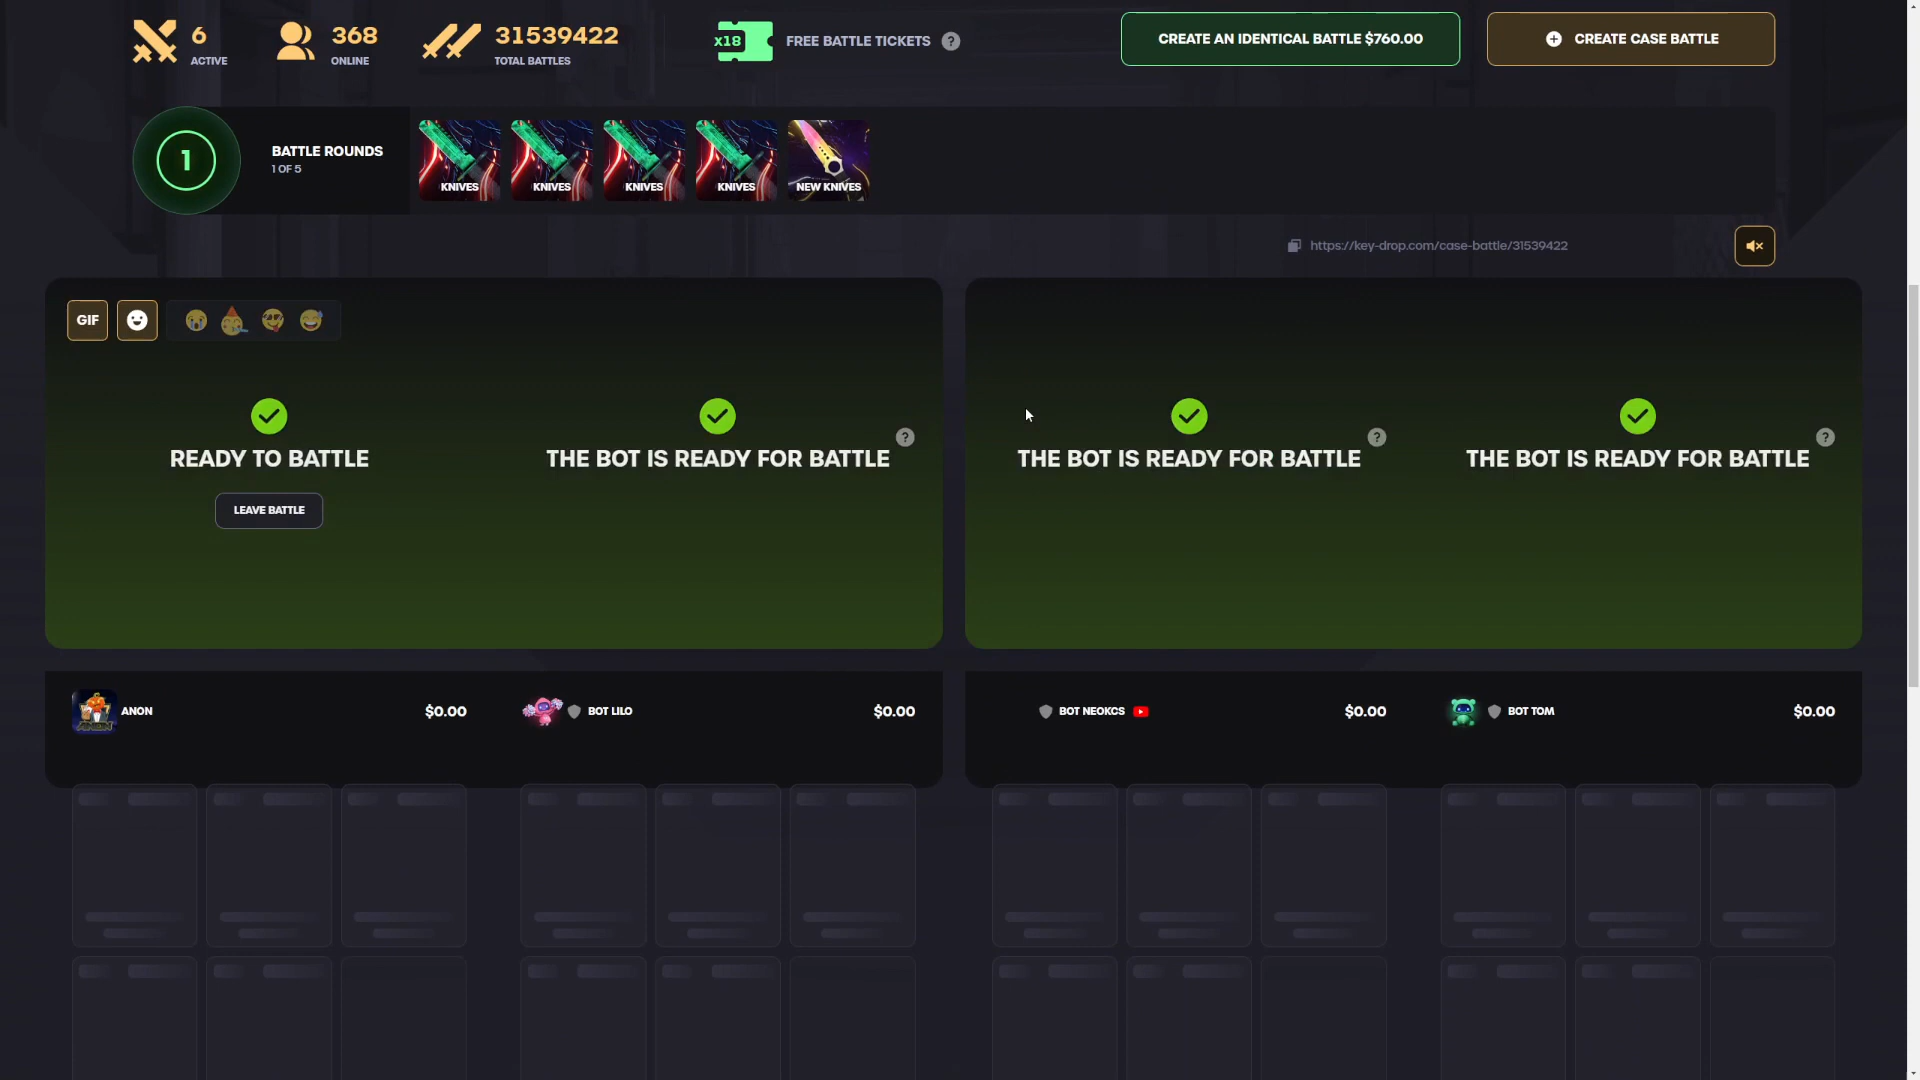 6
ACTIVE
368
ONLINE
31539422
TOTAL BATTLES
x18
FREE BATTLE TICKETS ?
CREATE AN IDENTICAL BATTLE $760.00
CREATE CASE BATTLE
1
BATTLE ROUNDS
1 OF 5
KNIVES
KNIVES
KNIVES
KNIVES
NEW KNIVES
https://key-drop.com/case-battle/31539422
GIF
READY TO BATTLE
LEAVE BATTLE
THE BOT IS READY FOR BATTLE
?
THE BOT IS READY FOR BATTLE
?
THE BOT IS READY FOR BATTLE
?
ANON
$0.00
BOT LILO
$0.00
BOT NEOKCS
$0.00
BOT TOM
$0.00